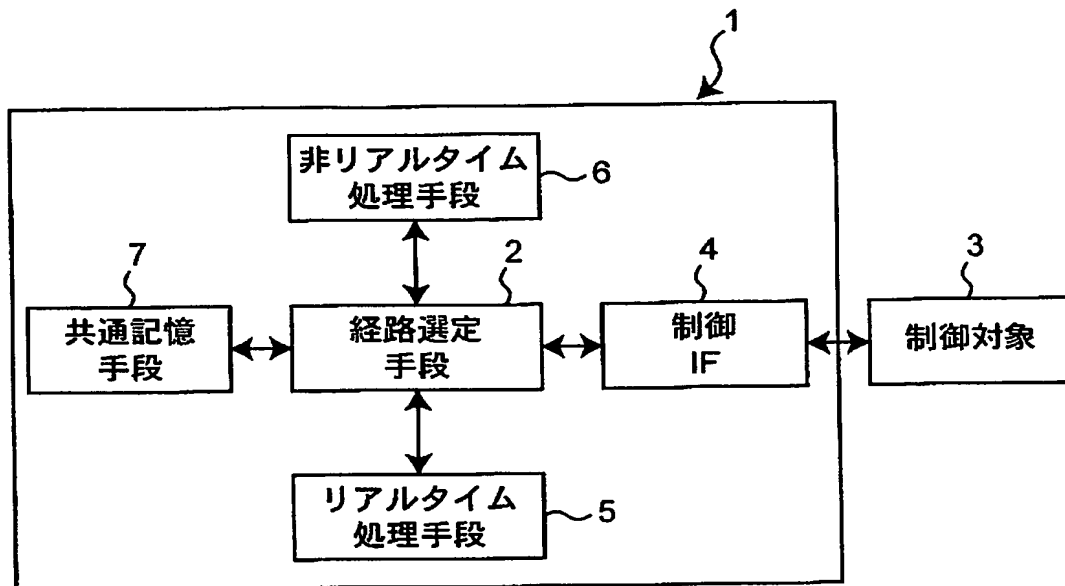 1
非リアルタイム
処理手段
6
7
2
4
3
共通記憶
手段
経路選定
手段
制御
IF
制御対象
リアルタイム
処理手段
5